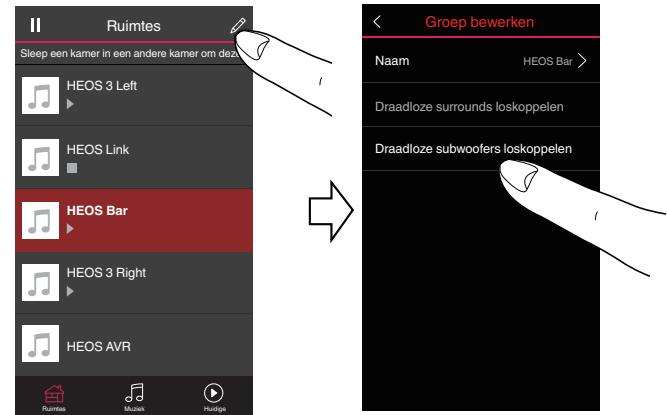 Ruimtes
Sleep een kamer in een andere kamer om dez
HEOS 3 Left
HEOS Link
HEOS Bar
HEOS 3 Right
HEOS AVR
Ruimtes
Muziek
Huidige
Groep bewerken
Naam
HEOS Bar
Draadloze surrounds loskoppelen
Draadloze subwoofers loskoppelen